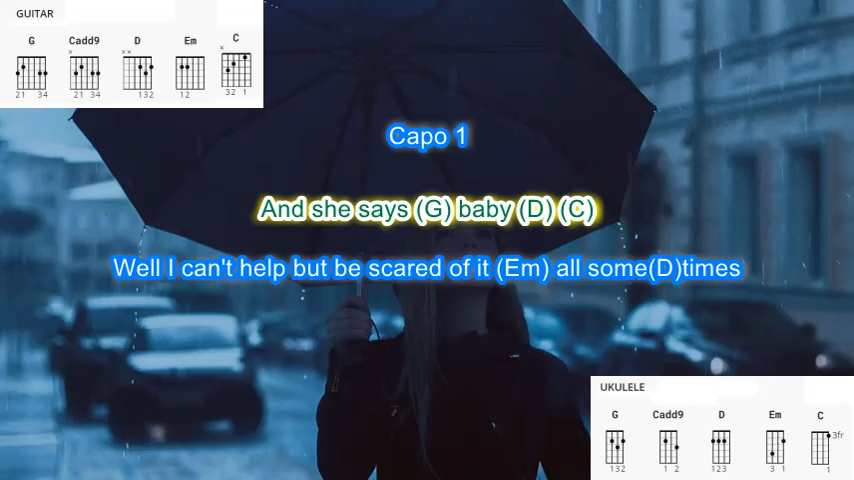 GUITAR
G Cadd9 D Em C
x xx x
21 34 21 34 132 12 32 1
Capo 1
And she says (G) baby (D) (C)
Well I can't help but be scared of it (Em) all some(D)times
UKULELE
G Cadd9 D Em C
3fr
132 1 2 123 3 1 1